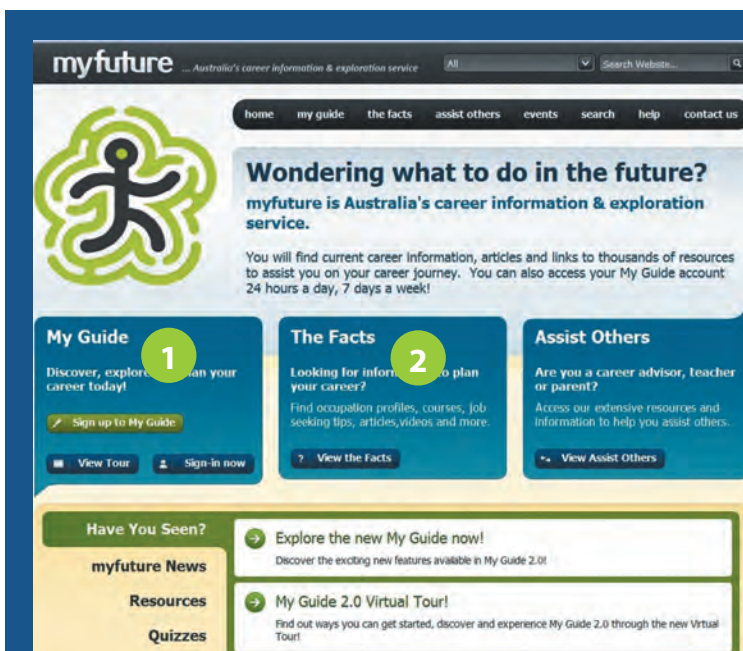 myfuture ... Australia's career information & exploration service All Search Website...
home my guide the facts assist others events search help contact us
Wondering what to do in the future?
myfuture is Australia's career information & exploration
service.
You will find current career information, articles and links to thousands of resources
to assist you on your career journey. You can also access your My Guide account
24 hours a day, 7 days a week!
My Guide
1
Discover, explore an your
career today!
Sign up to My Guide
View Tour Sign-in now
The Facts
2
Looking for infor o plan
your career?
Find occupation profiles, courses, job
seeking tips, articles,videos and more.
? View the Facts
Assist Others
Are you a career advisor, teacher
or parent?
Access our extensive resources and
information to help you assist others.
View Assist Others
Have You Seen?
myfuture News
Resources
Quizzes
Explore the new My Guide now!
Discover the exciting new features available in My Guide 2.0!
My Guide 2.0 Virtual Tour!
Find out ways you can get started, discover and experience My Guide 2.0 through the new Virtual
Tour!